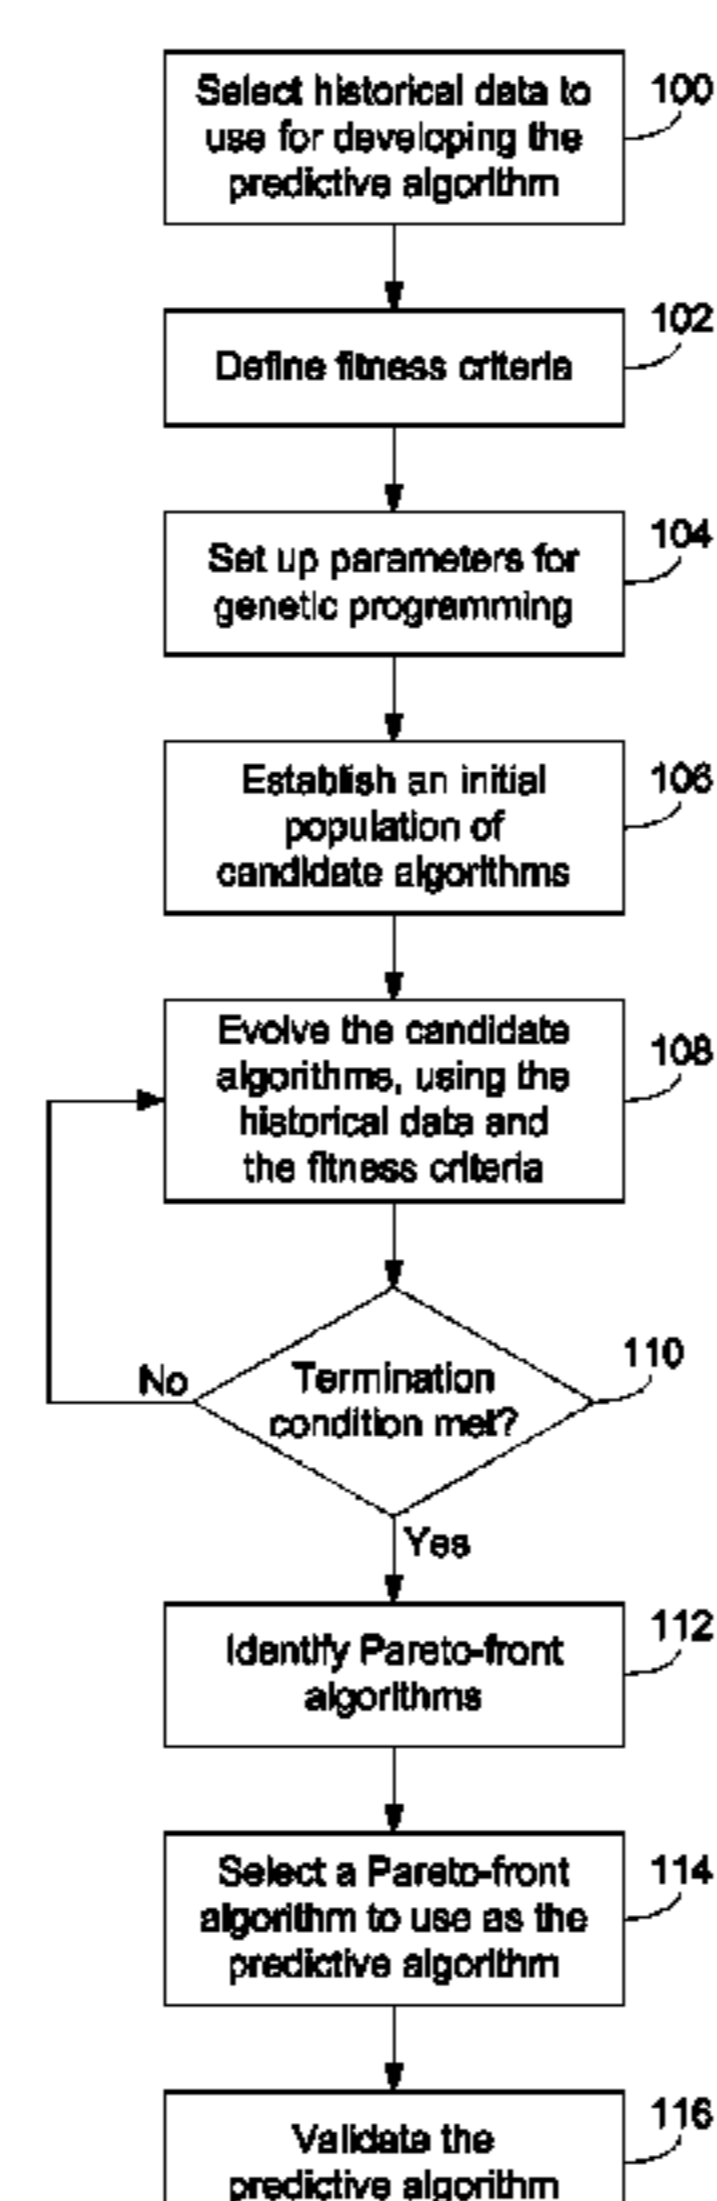 Select historical data to
use for developing the
predictive algorithm
100
Define fitness criteria
102
Set up parameters for
genetic programming
104
Establish an initial
population of
candidate algorithms
106
Evolve the candidate
algorithms, using the
historical data and
the fitness criteria
108
Termination
condition met?
110
No
Yes
Identify Pareto-front
algorithms
112
Select a Pareto-front
algorithm to use as the
predictive algorithm
114
Validate the
predictive algorithm
116